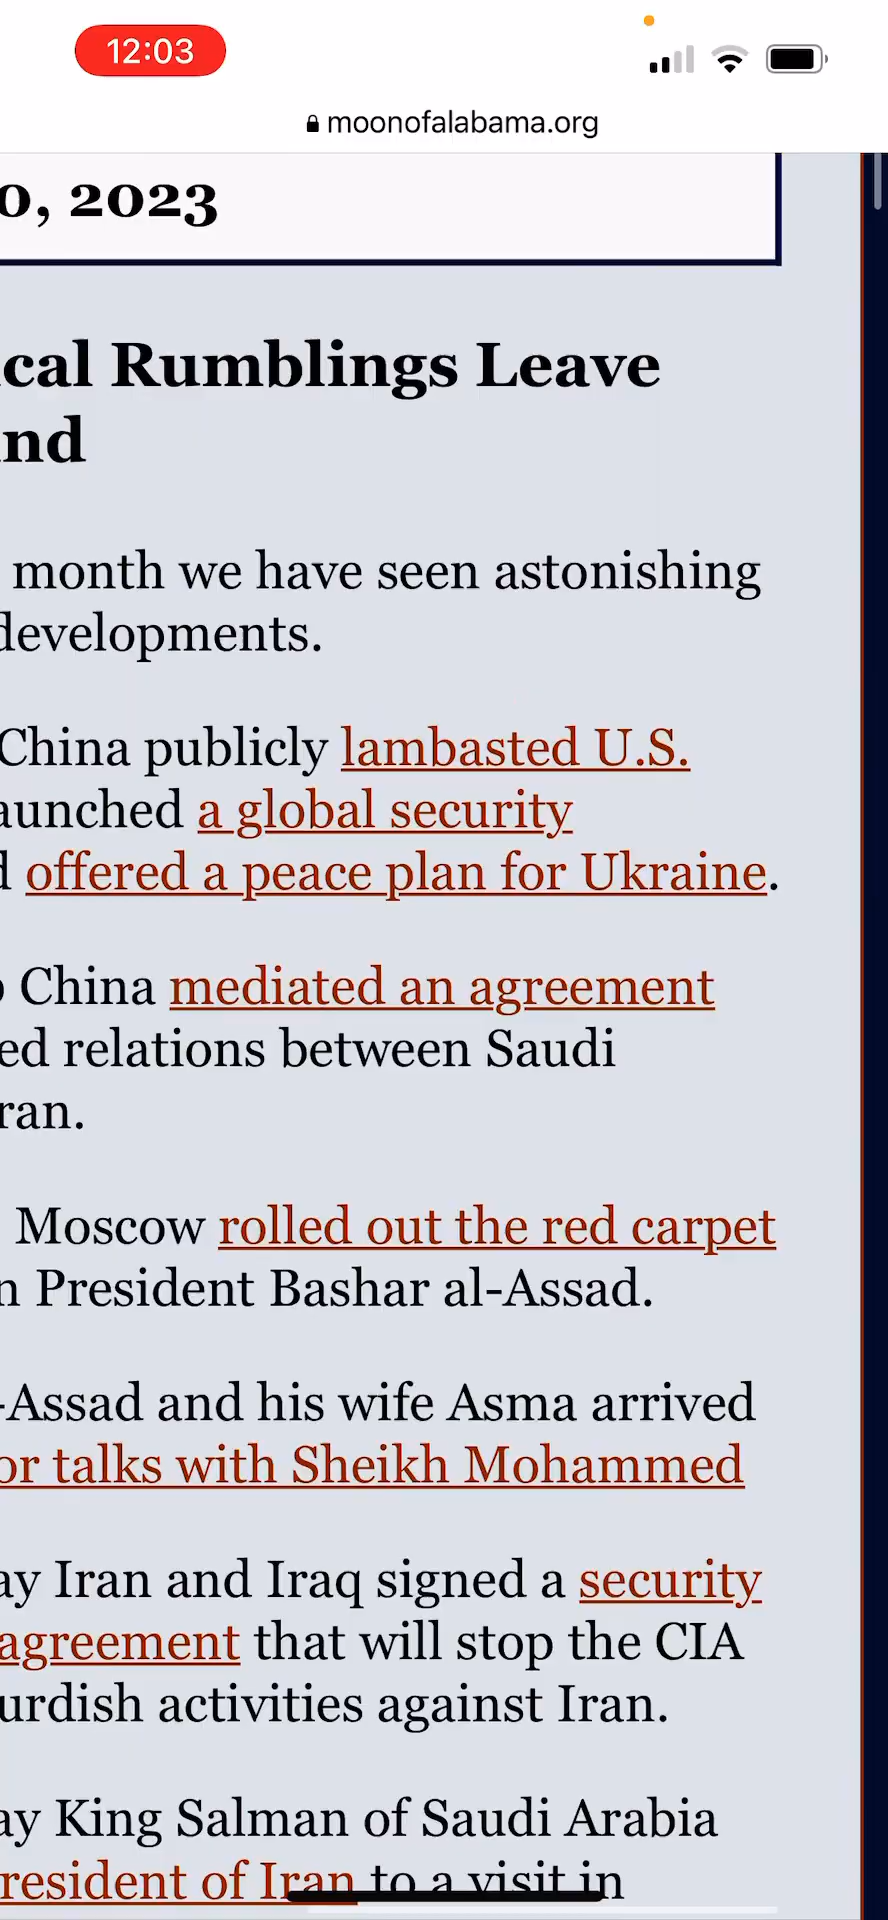 12:03
moonofalabama.org
0, 2023
cal Rumblings Leave
nd
month we have seen astonishing
developments.
China publicly lambasted U.S.
aunched a global security
d offered a peace plan for Ukraine.
China mediated an agreement
ed relations between Saudi
ran.
Moscow rolled out the red carpet
n President Bashar al-Assad.
-Assad and his wife Asma arrived
or talks with Sheikh Mohammed
ay Iran and Iraq signed a security
agreement that will stop the CIA
urdish activities against Iran.
ay King Salman of Saudi Arabia
resident of Iran to a visit in